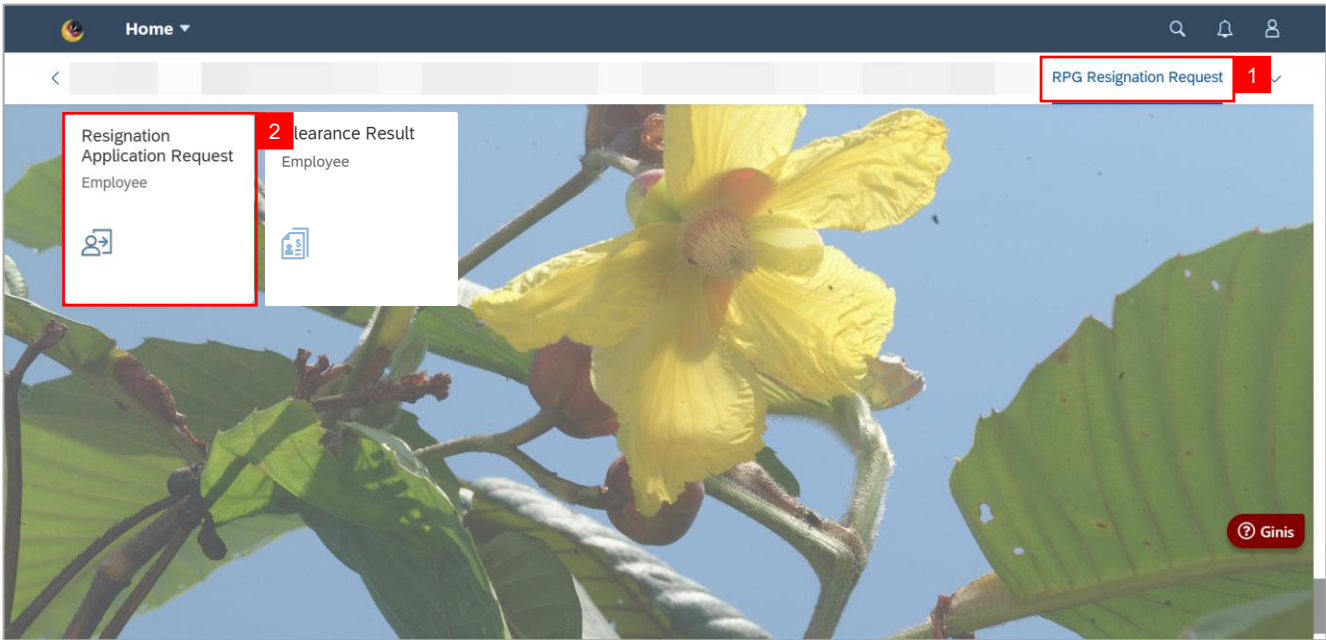 Home
RPG Resignation Request
1
Resignation
Application Request
Employee
2
learance Result
Employee
Ginis